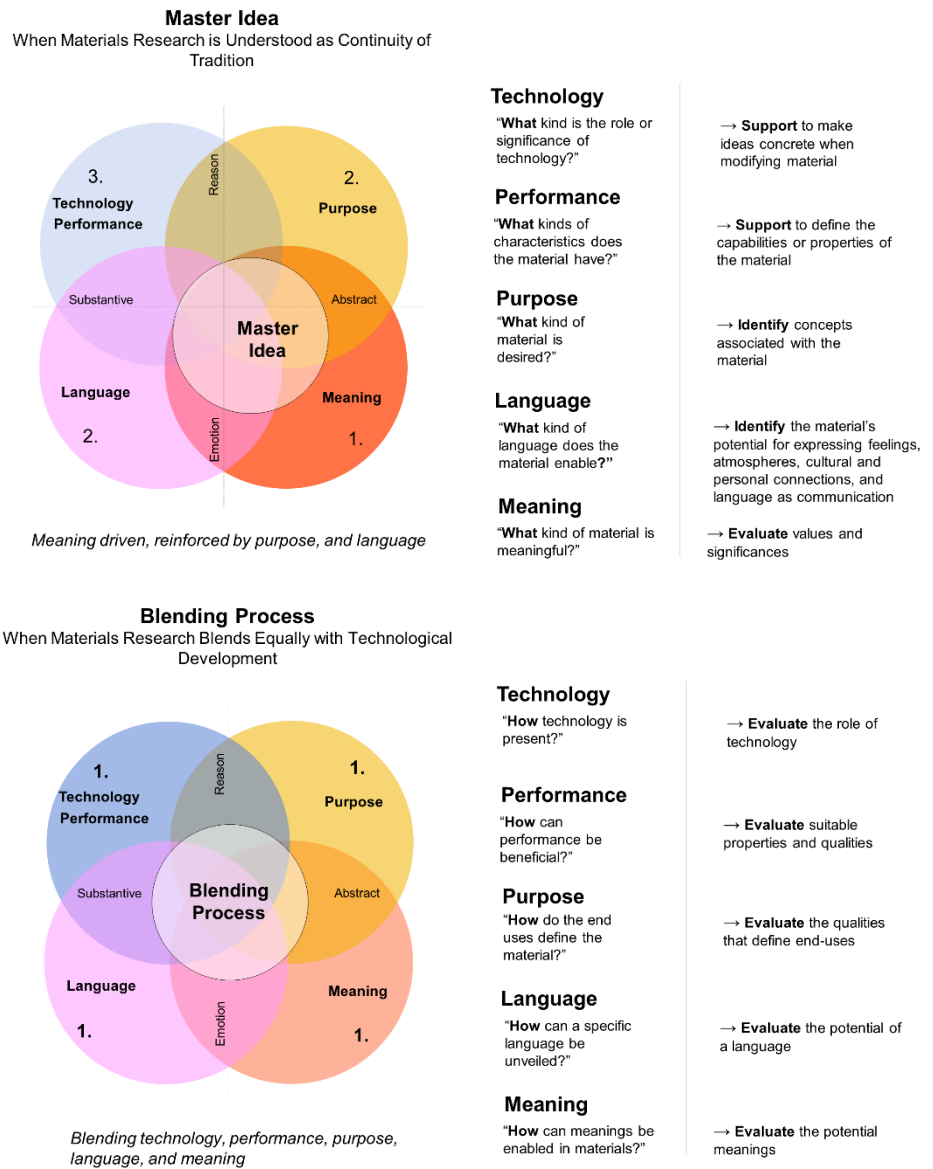 Master Idea
When Materials Research is Understood as Continuity of
Tradition
3.
Technology
Performance
Reason
2.
Purpose
Substantive
Abstract
Master
Idea
Language
2.
Emotion
Meaning
1.
Meaning driven, reinforced by purpose, and language
Technology
“What kind is the role or
significance of
technology?”
→ Support to make
ideas concrete when
modifying material
Performance
“What kinds of
characteristics does
the material have?”
→ Support to define the
capabilities or properties of
the material
Purpose
“What kind of
material is
desired?”
→ Identify concepts
associated with the
material
Language
“What kind of
language does the
material enable?”
→ Identify the material’s
potential for expressing feelings,
atmospheres, cultural and
personal connections, and
language as communication
Meaning
“What kind of material is
meaningful?”
→ Evaluate values and
significances
Blending Process
When Materials Research Blends Equally with Technological
Development
1.
Technology
Performance
Reason
1.
Purpose
Substantive
Abstract
Blending
Process
Language
1.
Emotion
Meaning
1.
Blending technology, performance, purpose,
language, and meaning
Technology
“How technology is
present?”
→ Evaluate the role of
technology
Performance
“How can
performance be
beneficial?”
→ Evaluate suitable
properties and qualities
Purpose
“How do the end
uses define the
material?”
→ Evaluate the qualities
that define end-uses
Language
“How can a specific
language be
unveiled?”
→ Evaluate the potential of
a language
Meaning
“How can meanings be
enabled in materials?”
→ Evaluate the potential
meanings